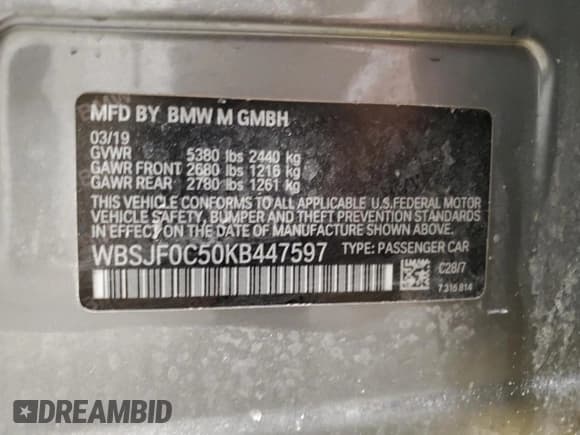 MFD BY BMW M GMBH
03/19
GVWR 5380 lbs 2440 kg
GAWR FRONT 2680 lbs 1216 kg
GAWR REAR 2780 lbs 1261 kg
THIS VEHICLE CONFORMS TO ALL APPLICABLE U.S.FEDERAL MOTOR
VEHICLE SAFETY, BUMPER AND THEFT PREVENTION STANDARDS
IN EFFECT ON DATE OF MANUFACTURE SHOWN ABOVE.
WBSJF0C50KB447597 TYPE: PASSENGER CAR
C28/7
7 316 814
DREAMBID